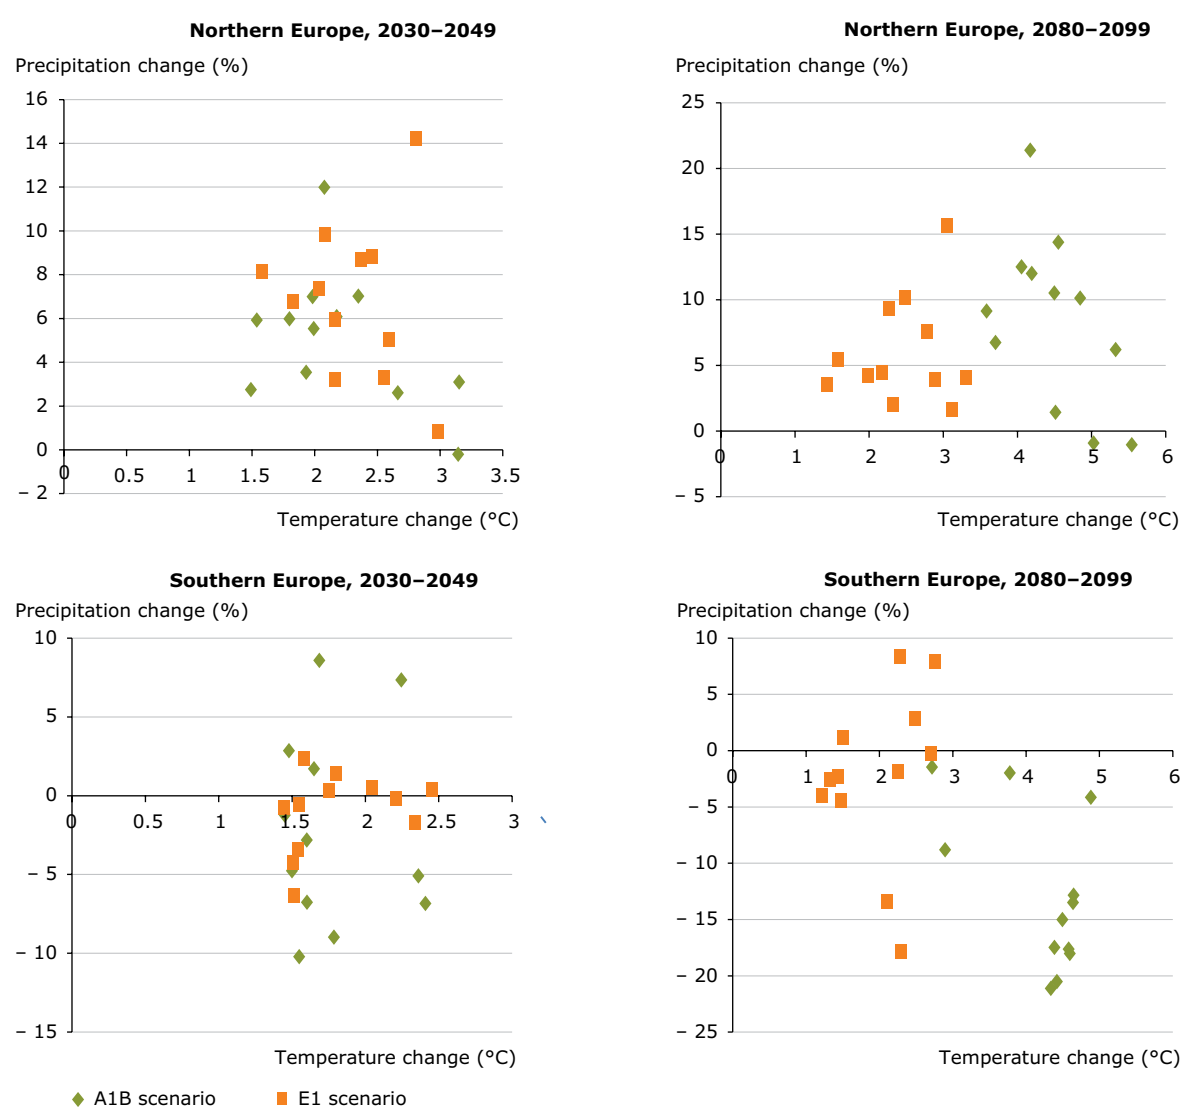 Northern Europe, 2030–2049
Precipitation change (%)
16
14
12
10
8
6
4
2
0
– 2
0 0.5 1 1.5 2 2.5 3 3.5
Temperature change (°C)
Northern Europe, 2080–2099
Precipitation change (%)
25
20
15
10
5
0
– 5
0 1 2 3 4 5 6
Temperature change (°C)
Southern Europe, 2030–2049
Precipitation change (%)
10
5
0
– 5
– 10
– 15
0 0.5 1 1.5 2 2.5 3
Temperature change (°C)
Southern Europe, 2080–2099
Precipitation change (%)
10
5
0
– 5
– 10
– 15
– 20
– 25
0 1 2 3 4 5 6
Temperature change (°C)
A1B scenario E1 scenario